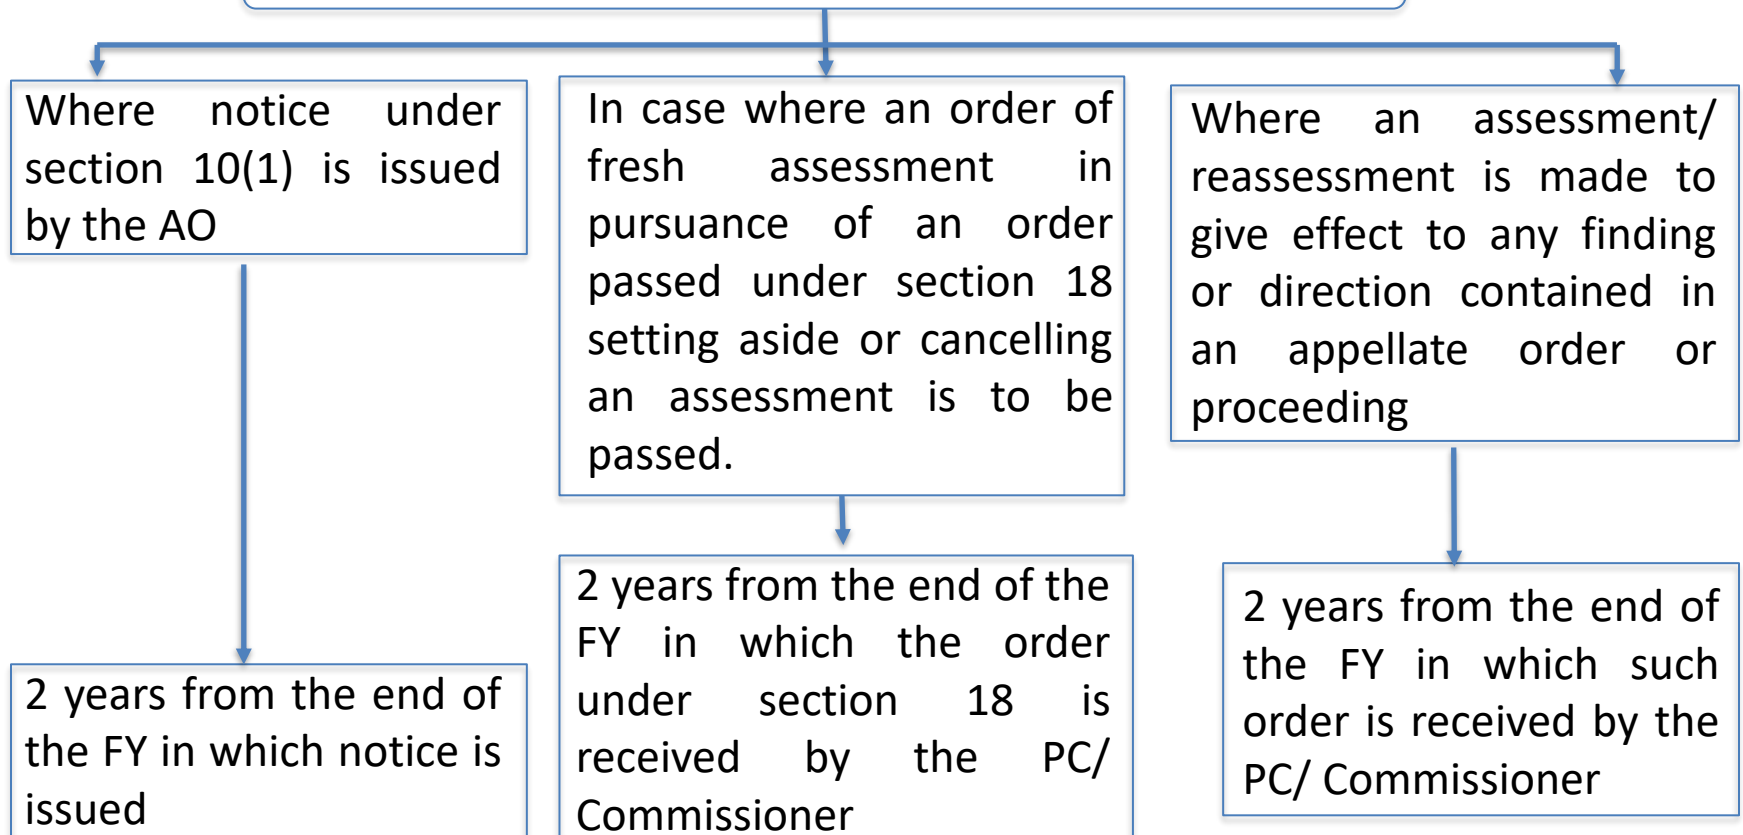 Where notice under
section 10(1) is issued
by the AO
In case where an order of
fresh assessment in
pursuance of an order
passed under section 18
setting aside or cancelling
an assessment is to be
passed.
Where an assessment/
reassessment is made to
give effect to any finding
or direction contained in
an appellate order or
proceeding
2 years from the end of
the FY in which notice is
issued
2 years from the end of the
FY in which the order
under section 18 is
received by the PC/
Commissioner
2 years from the end of
the FY in which such
order is received by the
PC/ Commissioner